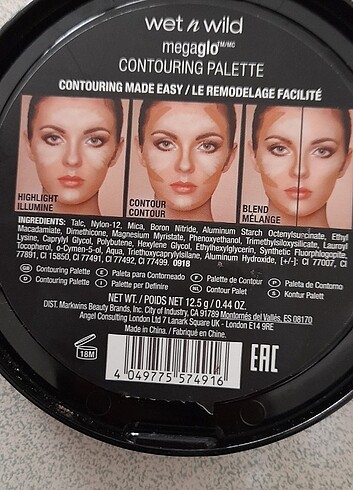 wet n wild
megaglo™/MC
CONTOURING PALETTE
CONTOURING MADE EASY / LE REMODELAGE FACILITÉ
HIGHLIGHT
ILLUMINE
CONTOUR
CONTOUR
BLEND
MÉLANGE
INGREDIENTS: Talc, Nylon-12, Mica, Boron Nitride, Aluminum Starch Octenylsuccinate, Ethyl
Macadamiate, Dimethicone, Magnesium Myristate, Phenoxyethanol, Trimethylsiloxysilicate, Lauroyl
Lysine, Caprylyl Glycol, Polybutene, Hexylene Glycol, Ethylhexylglycerin, Synthetic Fluorphlogopite,
Tocopherol, o-Cymen-5-ol, Aqua, Triethoxycaprylylsilane, Aluminum Hydroxide, [+/-]: CI 77007, CI
77891, CI 15850, CI 77491, CI 77492, CI 77499. 0918
GB Contouring Palette E Paleta para Contorneado F Palette de Contour P Paleta de Contorno
D Contouring Palette I Palette per Definire NL Contour Palet S Kontur Palett
NET WT. / POIDS NET WT 12.5 g / 0.44 OZ.
DIST. Markwins Beauty Brands, Inc. City of Industry, CA 91789 Montornés del Vallés, ES 08170
Angel Consulting London Ltd 7 Lanark Square UK - London E14 9RE
Made in China. / Fabriqué en Chine.
18M
EAC
4 049775 574916